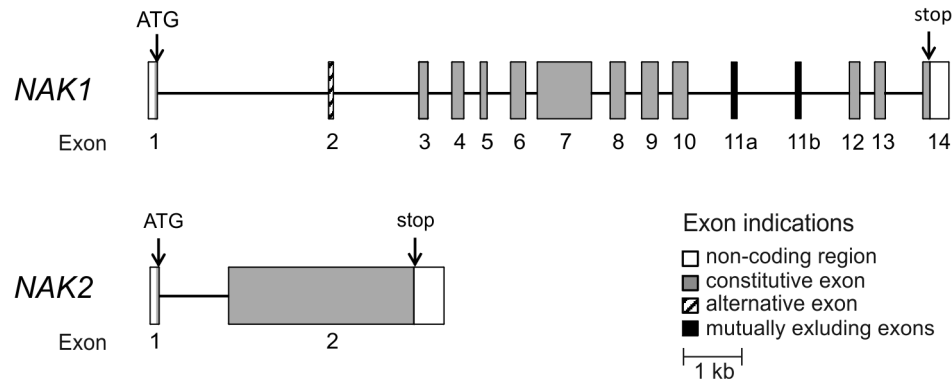 ATG
stop
NAK1
Exon 1 2 3 4 5 6 7 8 9 10 11a 11b 12 13 14
ATG
stop
NAK2
Exon 1 2
Exon indications
non-coding region
constitutive exon
alternative exon
mutually exluding exons
1 kb